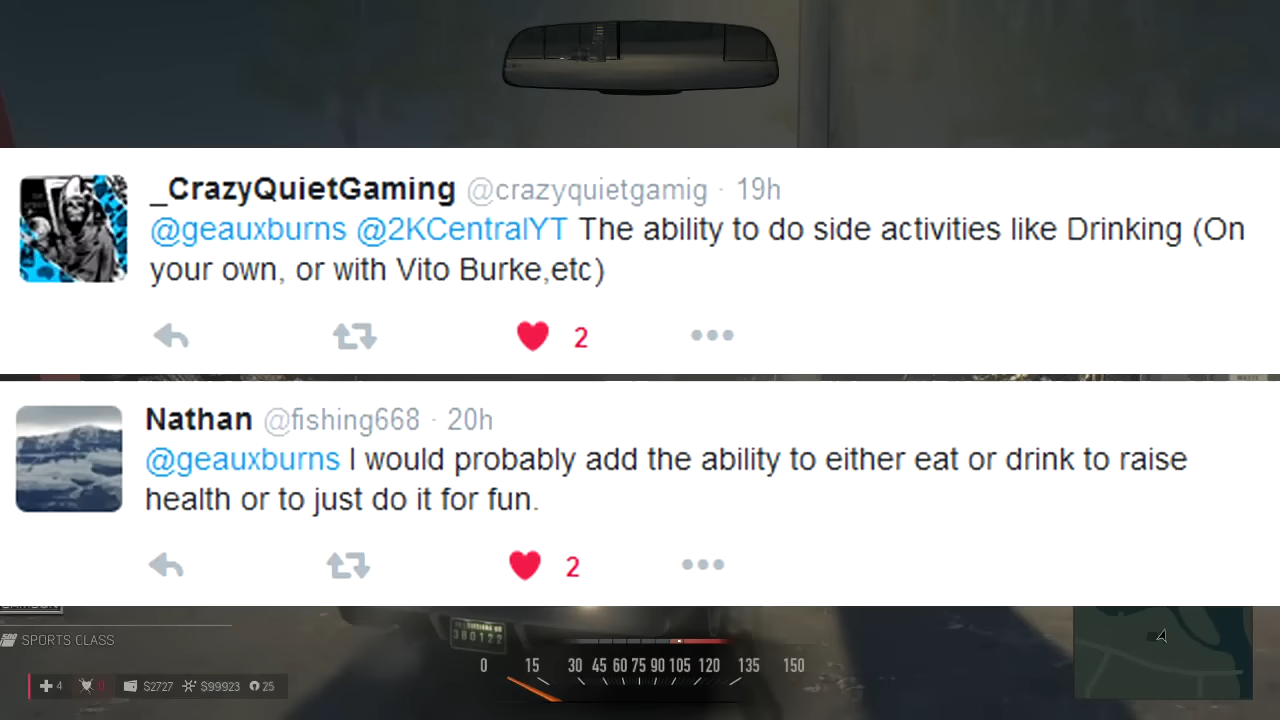 _CrazyQuietGaming @crazyquietgamig · 19h
@geauxburns @2KCentralYT The ability to do side activities like Drinking (On
your own, or with Vito Burke,etc)
2
Nathan @fishing668 · 20h
@geauxburns I would probably add the ability to either eat or drink to raise
health or to just do it for fun.
2
SPORTS CLASS
380122
0 15 30 45 60 75 90 105 120 135 150
4 0 $2727 $99923 25